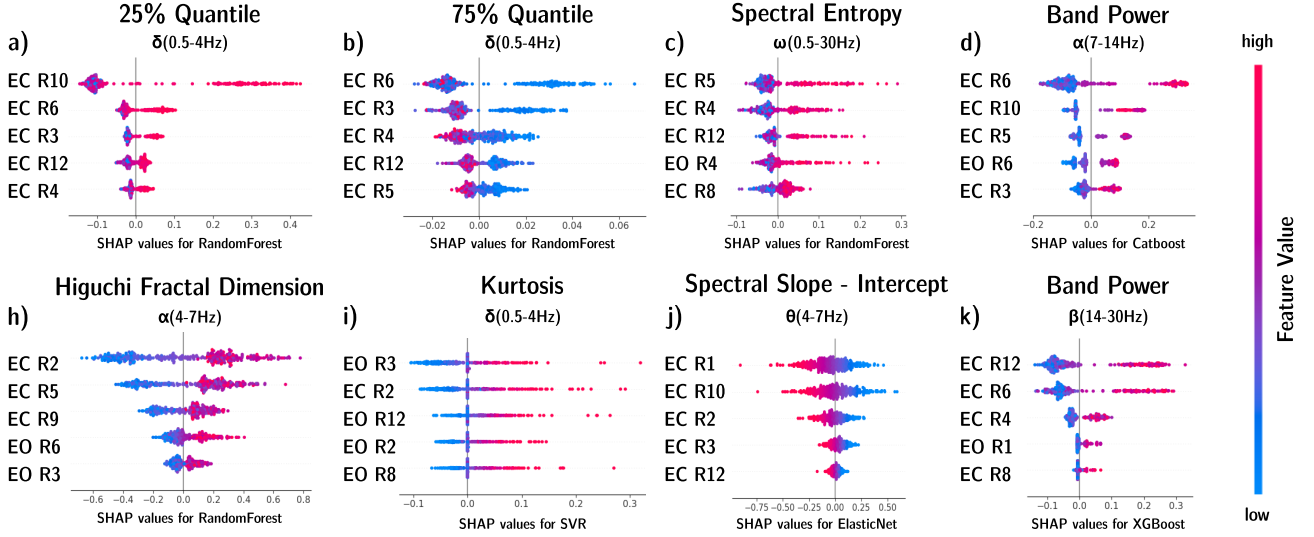 25% Quantile
a)
δ(0.5-4Hz)
EC R10
EC R6
EC R3
EC R12
EC R4
−0.1 0.0 0.1 0.2 0.3 0.4
SHAP values for RandomForest
75% Quantile
b)
δ(0.5-4Hz)
EC R6
EC R3
EC R4
EC R12
EC R5
−0.02 0.00 0.02 0.04 0.06
SHAP values for RandomForest
Spectral Entropy
c)
ω(0.5-30Hz)
EC R5
EC R4
EC R12
EO R4
EC R8
−0.1 0.0 0.1 0.2 0.3
SHAP values for RandomForest
Band Power
d)
α(7-14Hz)
EC R6
EC R10
EC R5
EO R6
EC R3
−0.2 0.0 0.2
SHAP values for Catboost
high
Feature Value
low
Higuchi Fractal Dimension
h)
α(4-7Hz)
EC R2
EC R5
EC R9
EO R6
EO R3
−0.6 −0.4 −0.2 0.0 0.2 0.4 0.6 0.8
SHAP values for RandomForest
Kurtosis
i)
δ(0.5-4Hz)
EO R3
EC R2
EO R12
EO R2
EO R8
−0.1 0.0 0.1 0.2 0.3
SHAP values for SVR
Spectral Slope - Intercept
j)
θ(4-7Hz)
EC R1
EC R10
EC R2
EC R3
EC R12
−0.75 −0.50 −0.25 0.00 0.25 0.50
SHAP values for ElasticNet
Band Power
k)
β(14-30Hz)
EC R12
EC R6
EC R4
EO R1
EC R8
−0.1 0.0 0.1 0.2 0.3
SHAP values for XGBoost